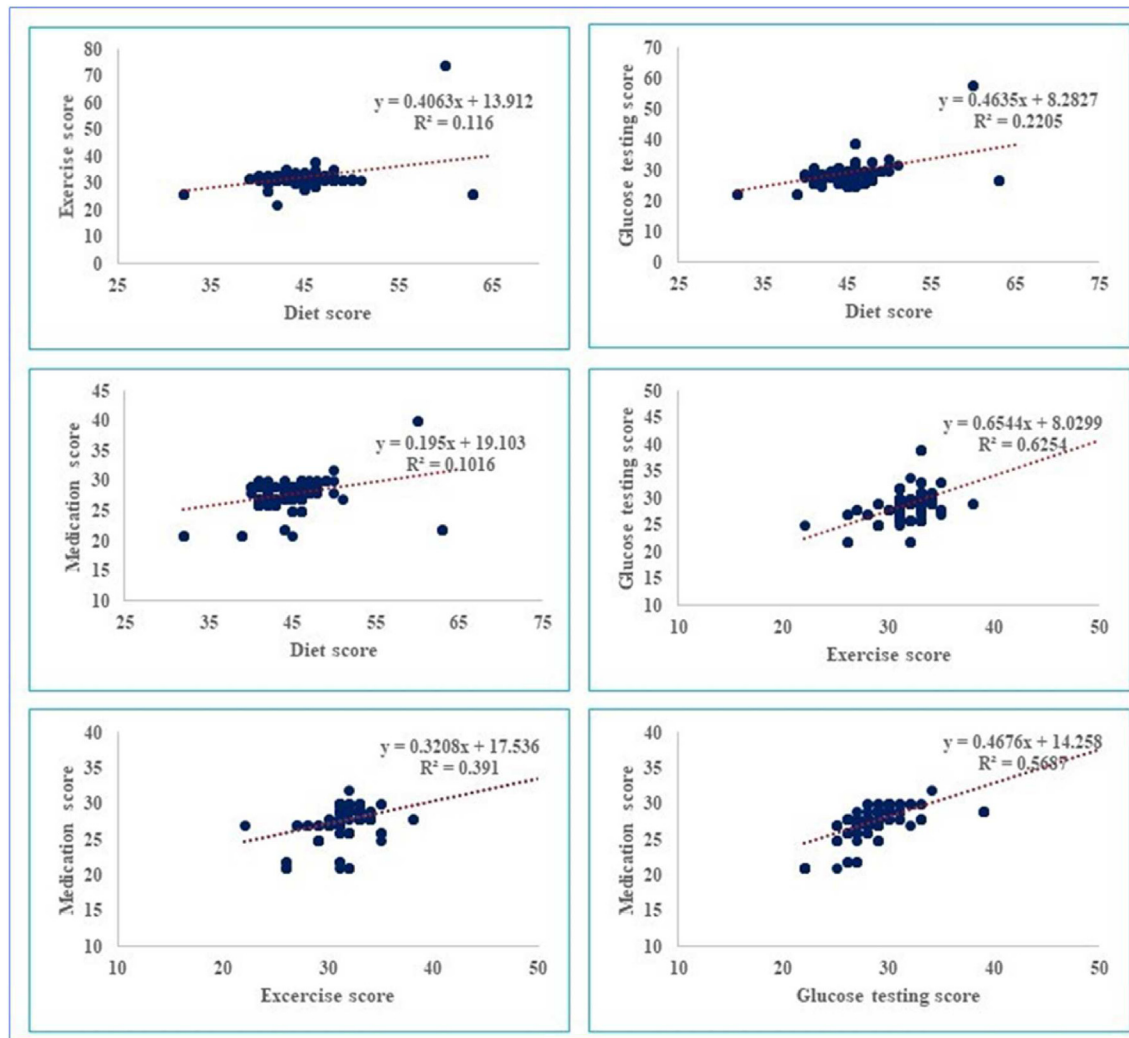 80
70
60
50
40
30
20
10
0
Exercise score
y = 0.4063x + 13.912
R² = 0.116
25 35 45 55 65
Diet score
70
60
50
40
30
20
10
0
Glucose testing score
y = 0.4635x + 8.2827
R² = 0.2205
25 35 45 55 65 75
Diet score
45
40
35
30
25
20
15
10
Medication score
y = 0.195x + 19.103
R² = 0.1016
25 35 45 55 65 75
Diet score
50
45
40
35
30
25
20
15
10
Glucose testing score
y = 0.6544x + 8.0299
R² = 0.6254
10 20 30 40 50
Exercise score
40
35
30
25
20
15
10
Medication score
y = 0.3208x + 17.536
R² = 0.391
10 20 30 40 50
Excercise score
40
35
30
25
20
15
10
Medication score
y = 0.4676x + 14.258
R² = 0.5687
10 20 30 40 50
Glucose testing score